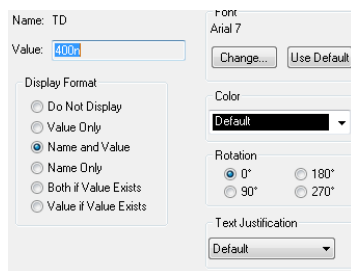 Name: TD
Value: 400n
Display Format
Do Not Display
Value Only
Name and Value
Name Only
Both if Value Exists
Value if Value Exists
Font
Arial 7
Change... Use Default
Color
Default
Rotation
0° 180°
90° 270°
Text Justification
Default